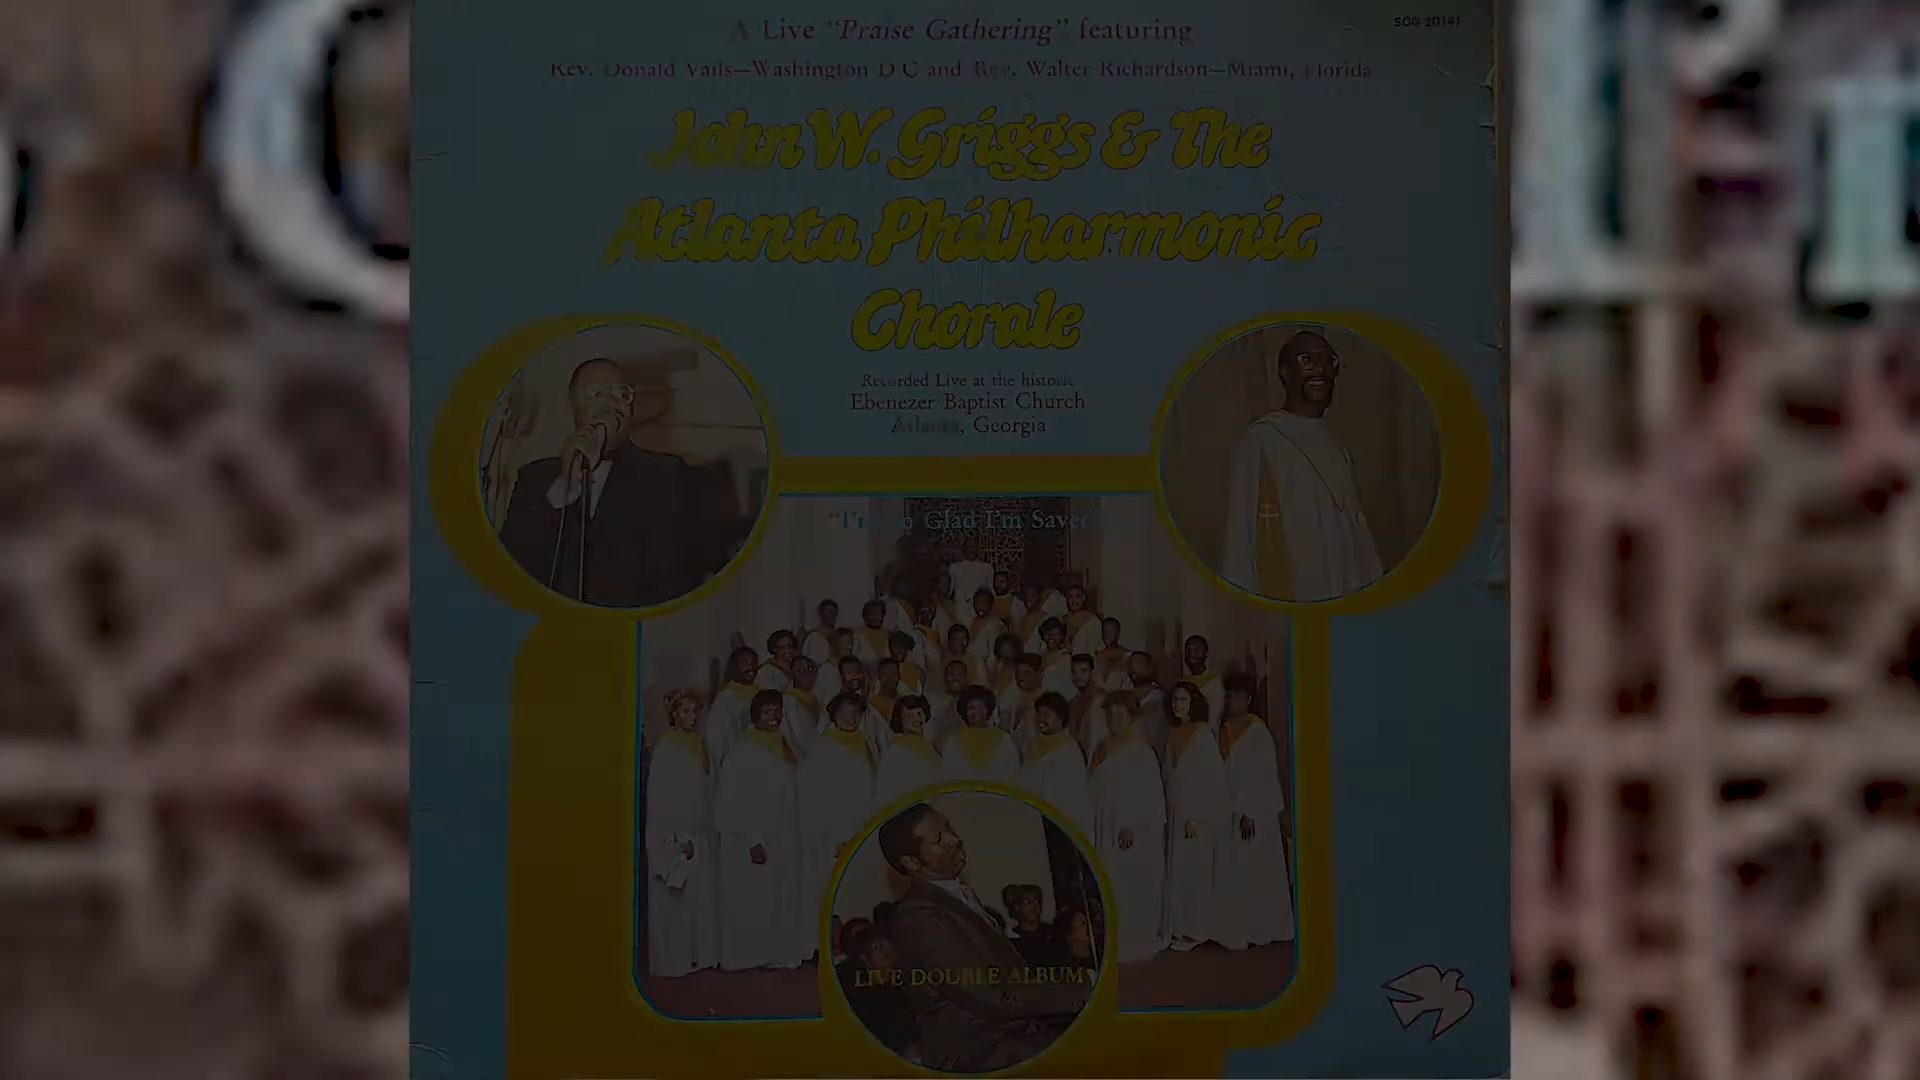 A Live "Praise Gathering" featuring
SOG 20141
Rev. Donald Vails—Washington D C and Rev. Walter Richardson—Miami, Florida
John W. Griggs & The
Atlanta Philharmonic
Chorale
Recorded Live at the historic
Ebenezer Baptist Church
Atlanta, Georgia
Glad I'm Saved
LIVE DOUBLE ALBUM